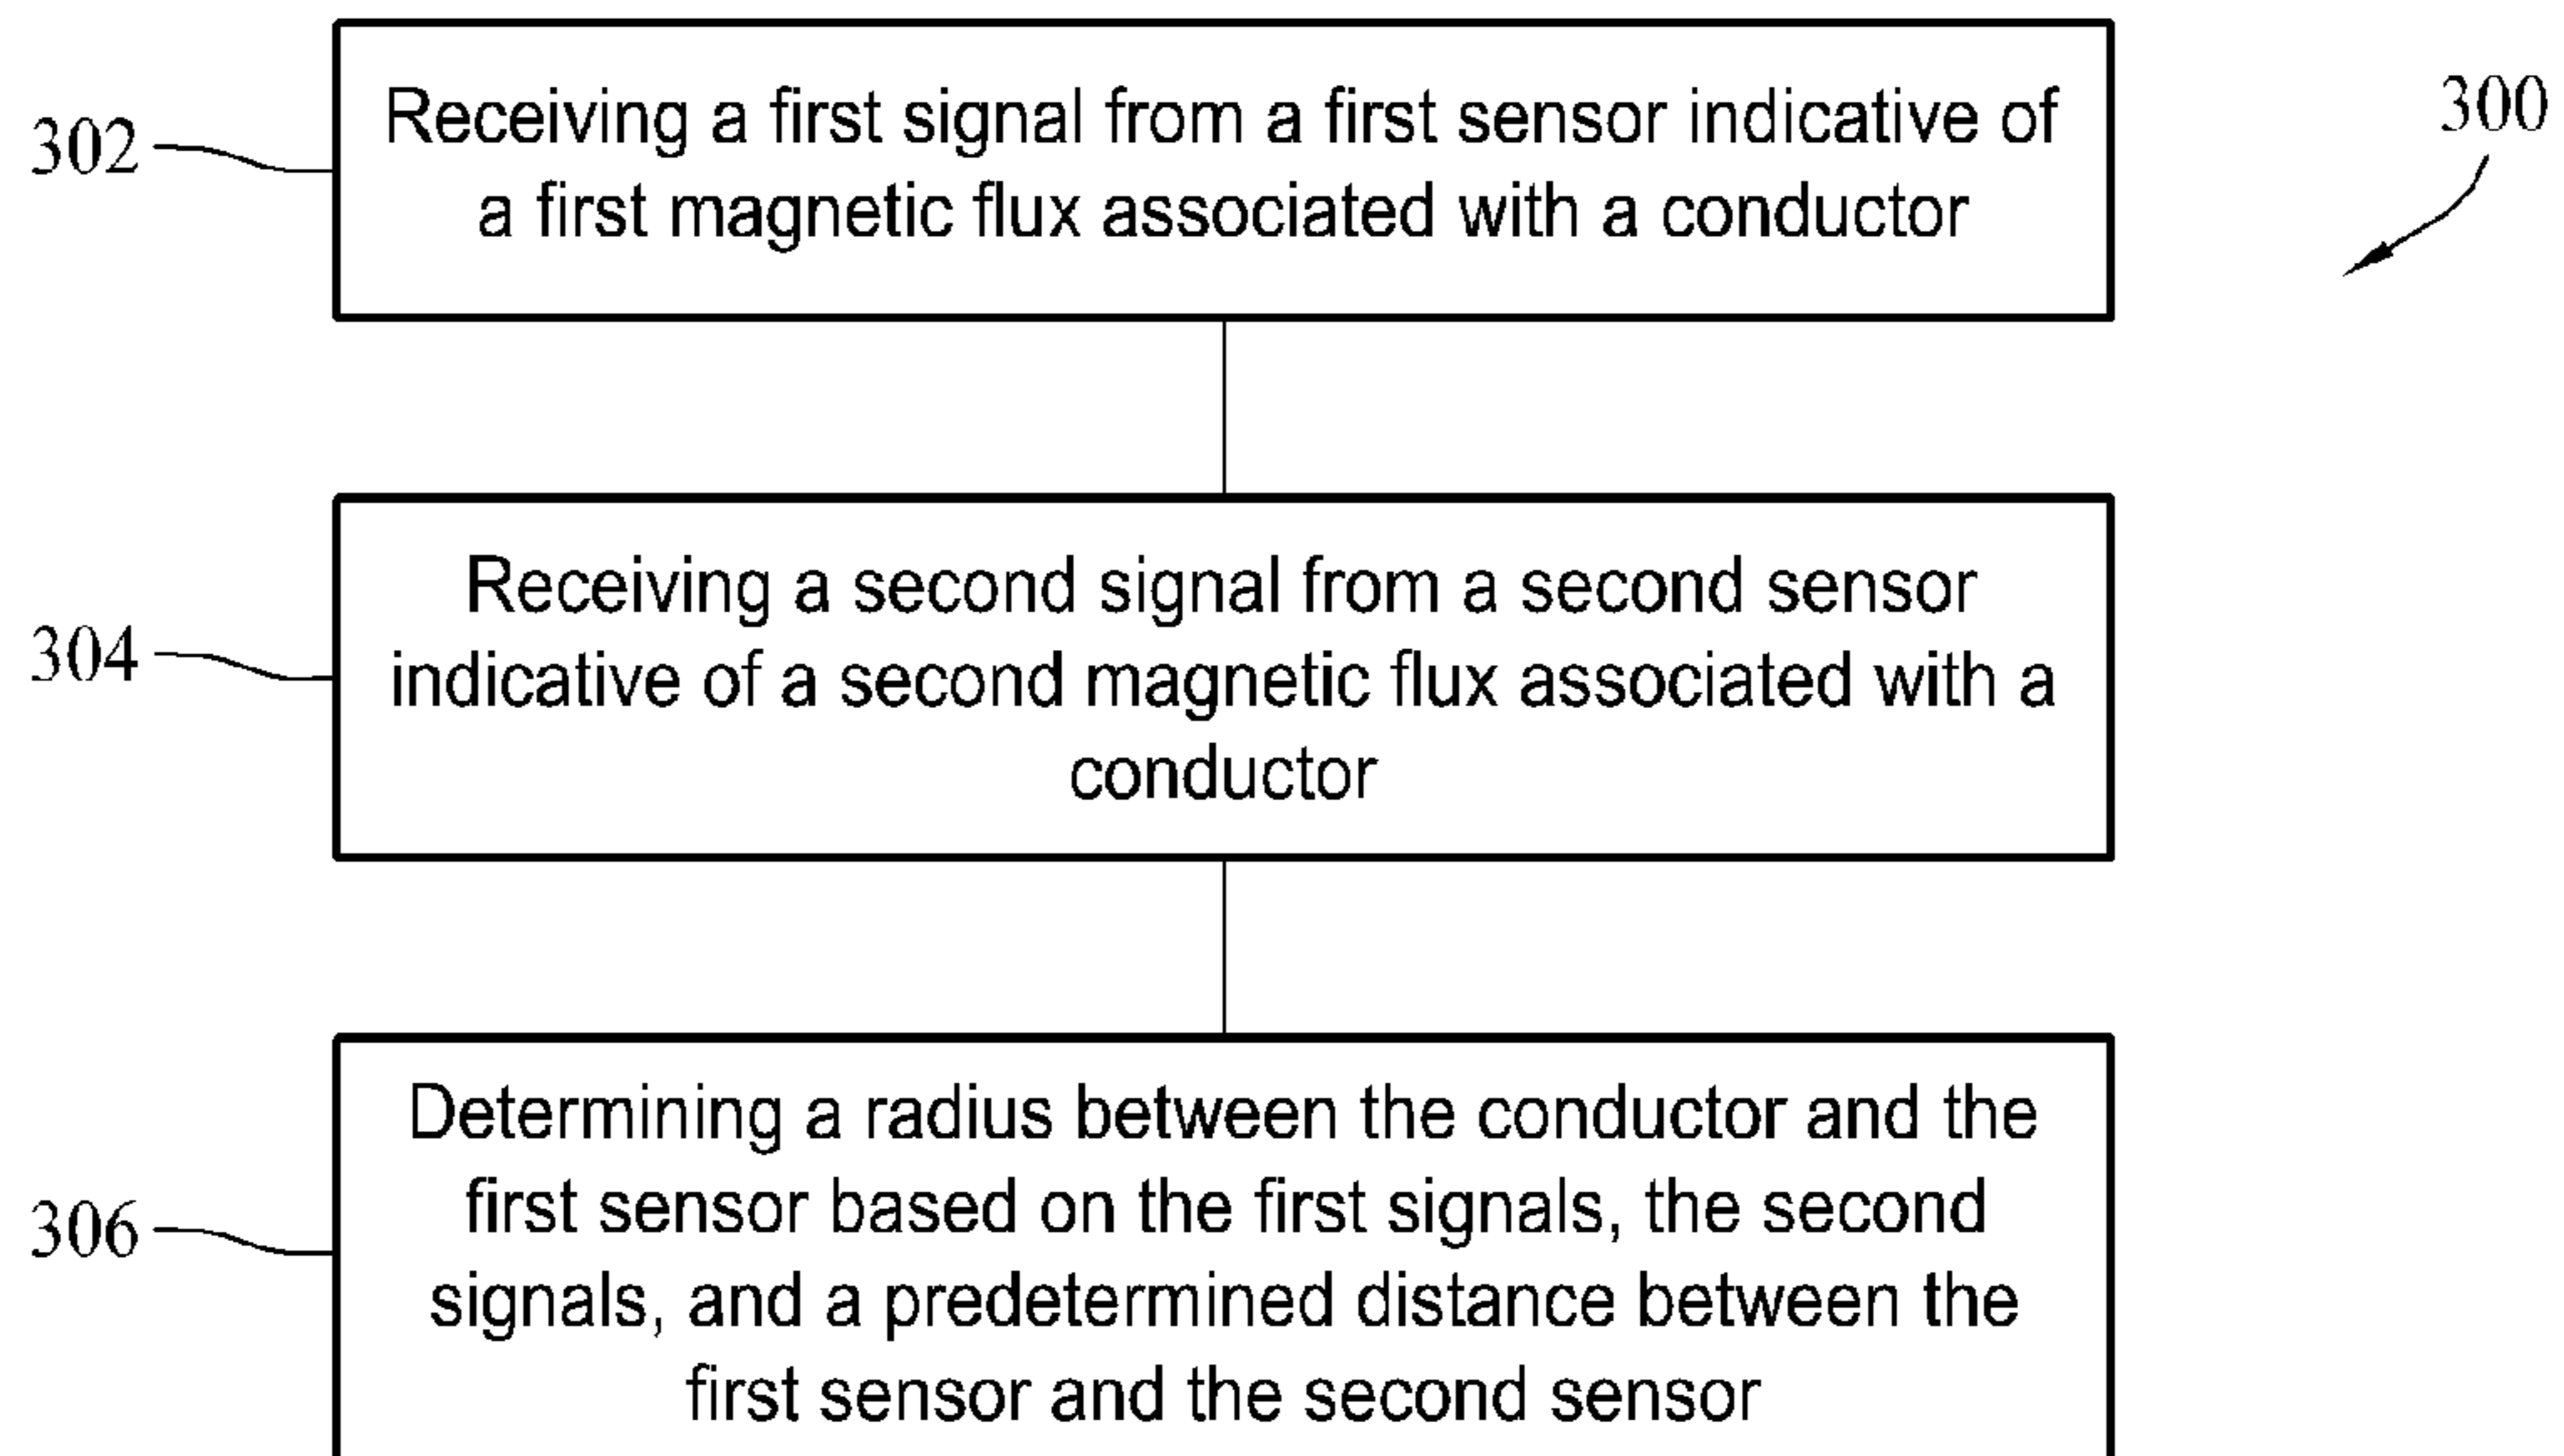 300
302
Receiving a first signal from a first sensor indicative of
a first magnetic flux associated with a conductor
304
Receiving a second signal from a second sensor
indicative of a second magnetic flux associated with a
conductor
306
Determining a radius between the conductor and the
first sensor based on the first signals, the second
signals, and a predetermined distance between the
first sensor and the second sensor